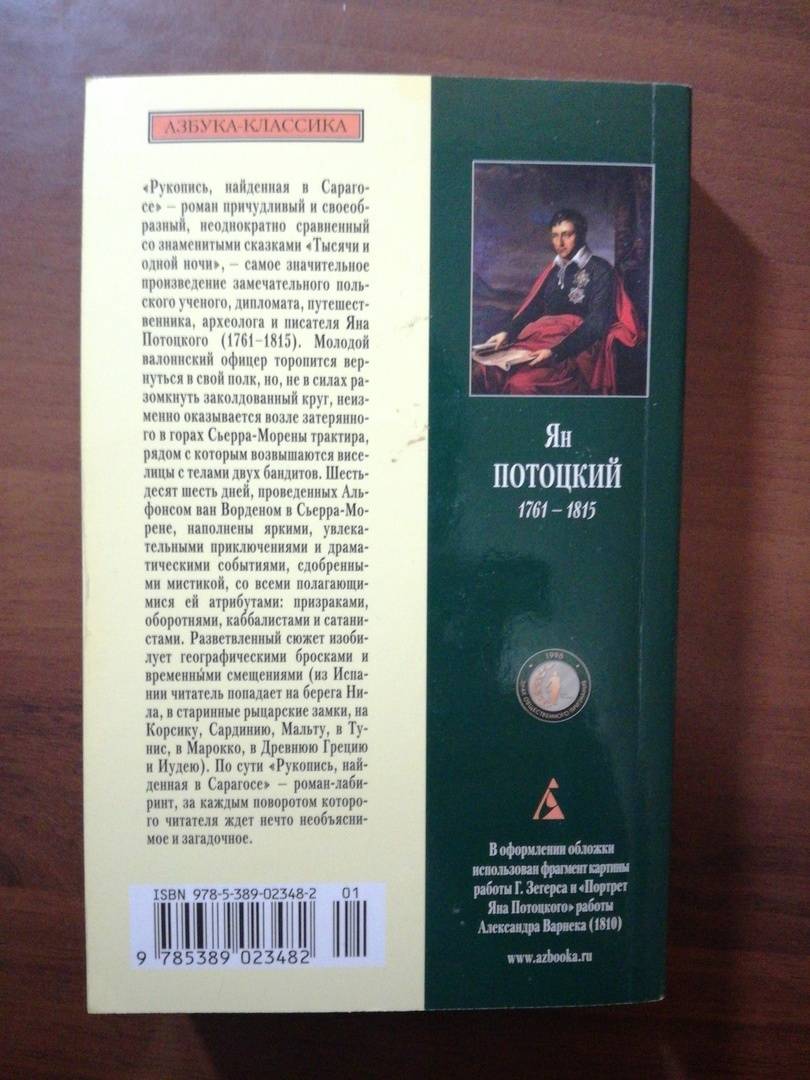 АЗБУКА-КЛАССИКА
«Рукопись, найденная в Сараго-
се» – роман причудливый и своеоб-
разный, неоднократно сравненный
со знаменитыми сказками «Тысячи и
одной ночи», – самое значительное
произведение замечательного поль-
ского ученого, дипломата, путешест-
венника, археолога и писателя Яна
Потоцкого (1761–1815). Молодой
валоннский офицер торопится вер-
нуться в свой полк, но, не в силах ра-
зомкнуть заколдованный круг, неиз-
менно оказывается возле затерянно-
го в горах Сьерра-Морены трактира,
рядом с которым возвышаются висе-
лицы с телами двух бандитов. Шесть-
десят шесть дней, проведенных Аль-
фонсом ван Ворденом в Сьерра-Мо-
рене, наполнены яркими, увлека-
тельными приключениями и драма-
тическими событиями, сдобренны-
ми мистикой, со всеми полагающи-
мися ей атрибутами: призраками,
оборотнями, каббалистами и сатани-
стами. Разветвленный сюжет изоби-
лует географическими бросками и
временны́ми смещениями (из Испа-
нии читатель попадает на берега Ни-
ла, в старинные рыцарские замки, на
Корсику, Сардинию, Мальту, в Ту-
нис, в Марокко, в Древнюю Грецию
и Иудею). По сути «Рукопись, най-
денная в Сарагосе» – роман-лаби-
ринт, за каждым поворотом которо-
го читателя ждет нечто необъясни-
мое и загадочное.
ISBN 978-5-389-02348-2 01
9 785389 023482
Ян
ПОТОЦКИЙ
1761 – 1815
1998
ЗНАК ОБЩЕСТВЕННОГО ПРИЗНАНИЯ
В оформлении обложки
использован фрагмент картины
работы Г. Зегерса и «Портрет
Яна Потоцкого» работы
Александра Варнека (1810)
www.azbooka.ru